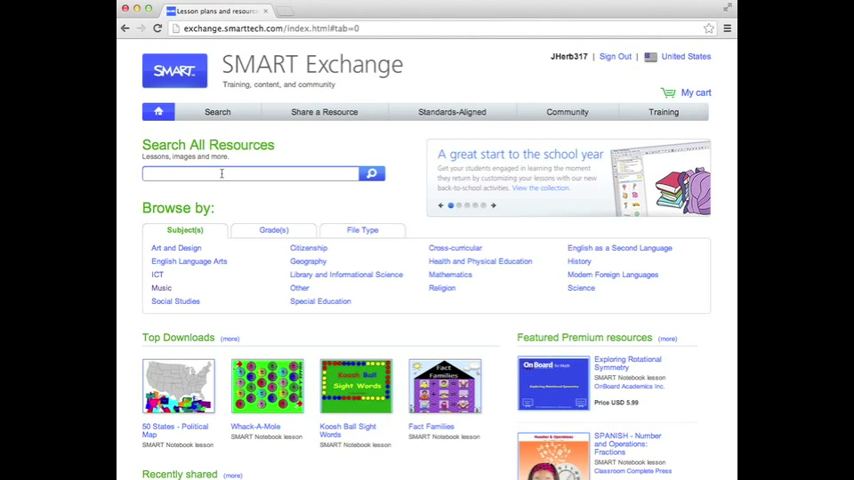 Lesson plans and resourc
exchange.smarttech.com/index.html#tab=0
SMART
SMART Exchange
Training, content, and community
JHerb317 | Sign Out | United States
My cart
Search
Share a Resource
Standards-Aligned
Community
Training
Search All Resources
Lessons, images and more.
A great start to the school year
Get your students engaged in learning the moment
they return by customizing your lessons with our new
back-to-school activities. View the collection.
Browse by:
Subject(s)
Grade(s)
File Type
Art and Design
Citizenship
Cross-curricular
English as a Second Language
English Language Arts
Geography
Health and Physical Education
History
ICT
Library and Informational Science
Mathematics
Modern Foreign Languages
Music
Other
Religion
Science
Social Studies
Special Education
Top Downloads (more)
50 States - Political
Map
SMART Notebook lesson
Whack-A-Mole
SMART Notebook lesson
Koosh Ball
Sight Words
Koosh Ball Sight
Words
SMART Notebook lesson
Fact
Families
Fact Families
SMART Notebook lesson
Featured Premium resources (more)
OnBoard
Exploring Rotational Symmetry
Exploring Rotational
Symmetry
SMART Notebook lesson
OnBoard Academics Inc.
Price USD 5.99
Number & Operations:
SPANISH - Number
and Operations:
Fractions
SMART Notebook lesson
Classroom Complete Press
Recently shared (more)